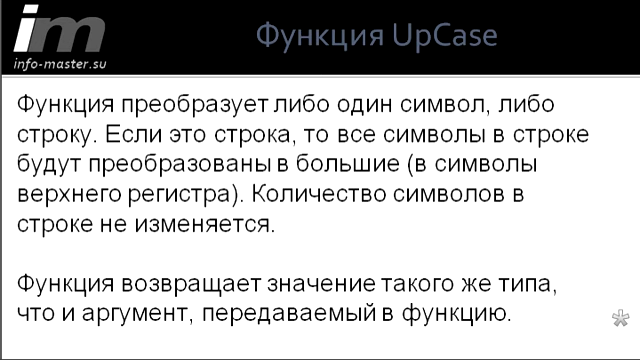 im
info-master.su
Функция UpCase
Функция преобразует либо один символ, либо
строку. Если это строка, то все символы в строке
будут преобразованы в большие (в символы
верхнего регистра). Количество символов в
строке не изменяется.
Функция возвращает значение такого же типа,
что и аргумент, передаваемый в функцию.